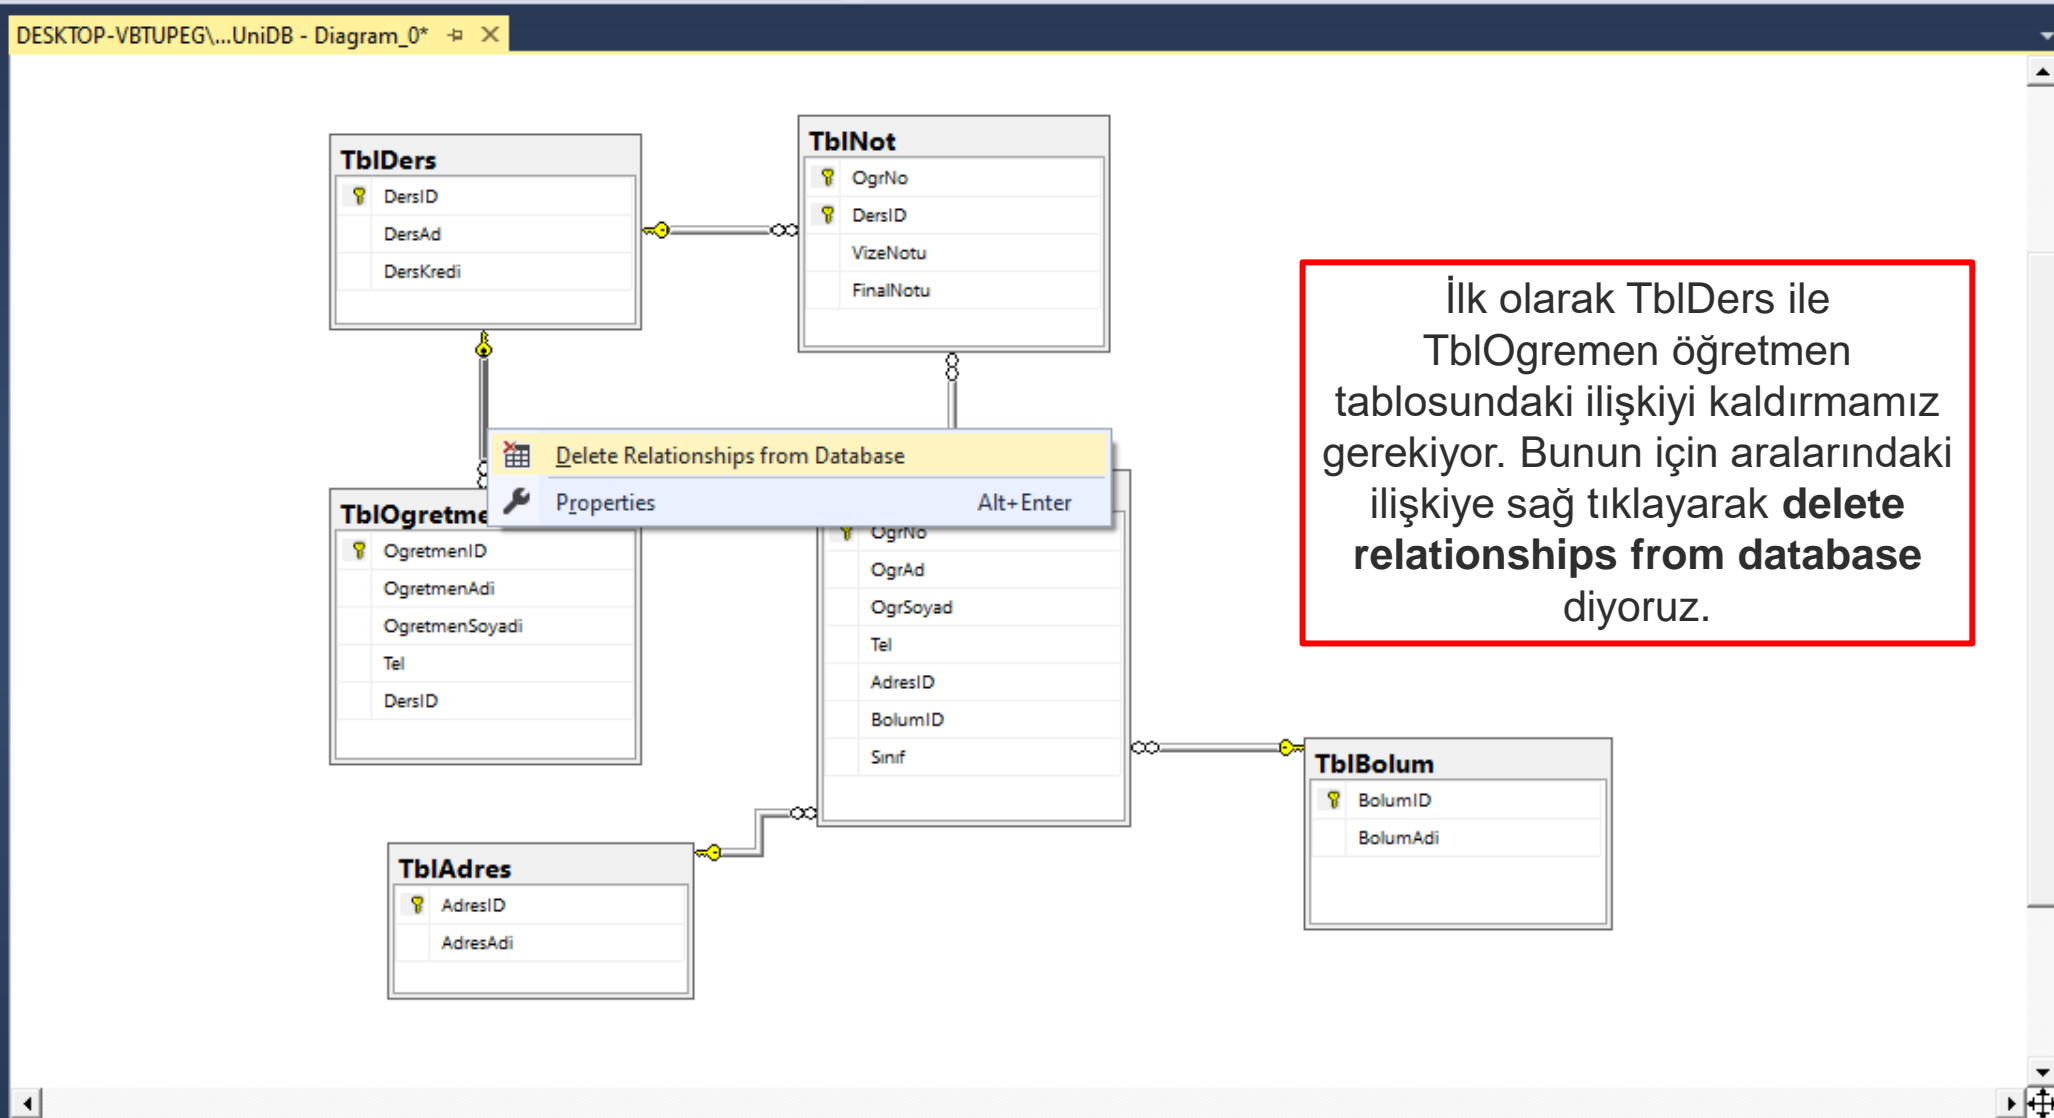 DESKTOP-VBTUPEG\...UniDB - Diagram_0*
TblDers
DersID
DersAd
DersKredi
TblNot
OgrNo
DersID
VizeNotu
FinalNotu
Delete Relationships from Database
Properties Alt+Enter
TblOgretme
OgretmenID
OgretmenAdi
OgretmenSoyadi
Tel
DersID
OgrNo
OgrAd
OgrSoyad
Tel
AdresID
BolumID
Sınıf
TblAdres
AdresID
AdresAdi
TblBolum
BolumID
BolumAdi
İlk olarak TblDers ile
TblOgremen öğretmen
tablosundaki ilişkiyi kaldırmamız
gerekiyor. Bunun için aralarındaki
ilişkiye sağ tıklayarak delete
relationships from database
diyoruz.